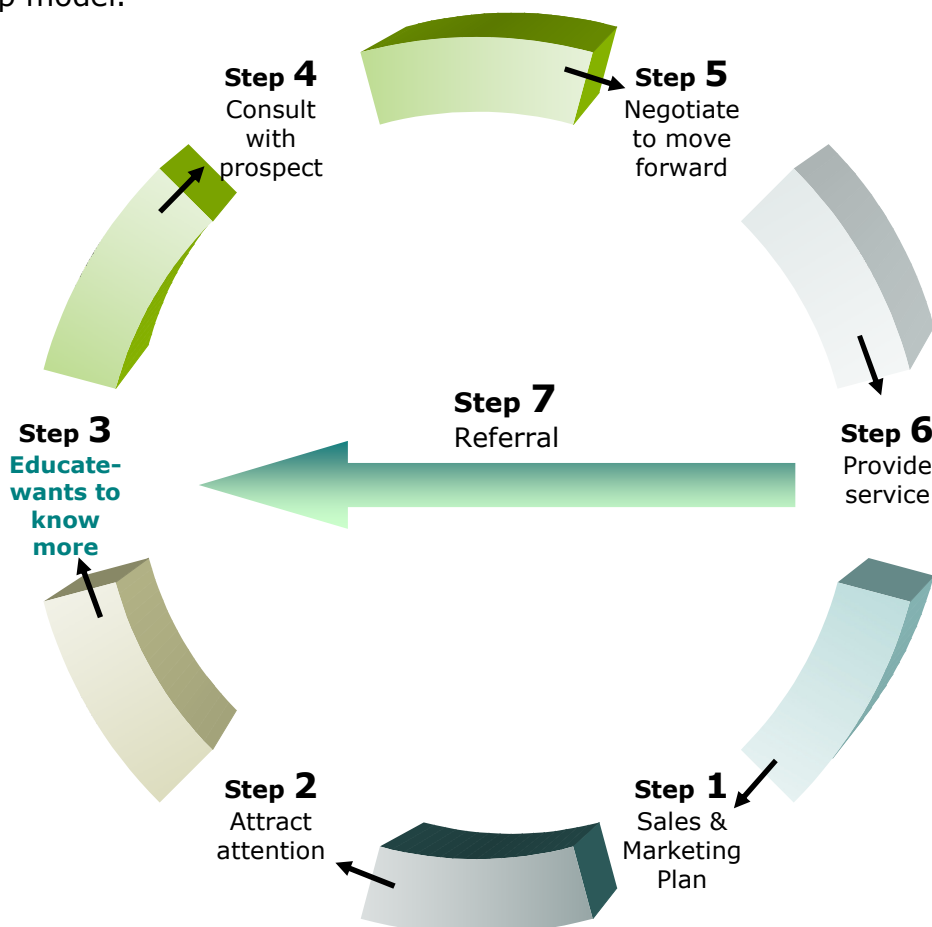 p model.
Step 4
Consult
with
prospect
Step 5
Negotiate
to move
forward
Step 7
Referral
Step 3
Educate-
wants to
know
more
Step 6
Provide
service
Step 2
Attract
attention
Step 1
Sales &
Marketing
Plan